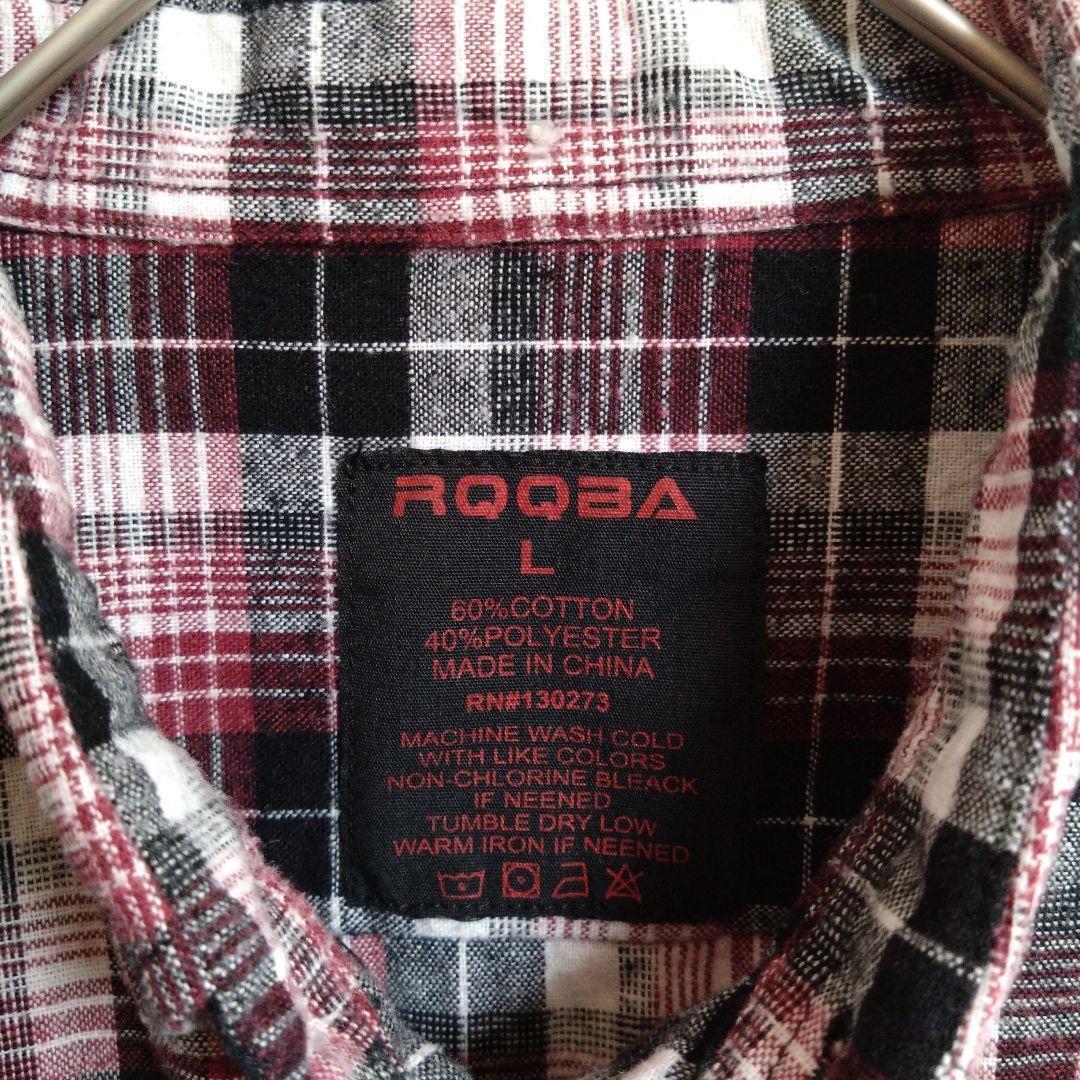 RQQBA
L
60%COTTON
40%POLYESTER
MADE IN CHINA
RN#130273
MACHINE WASH COLD
WITH LIKE COLORS
NON-CHLORINE BLEACK
IF NEENED
TUMBLE DRY LOW
WARM IRON IF NEENED